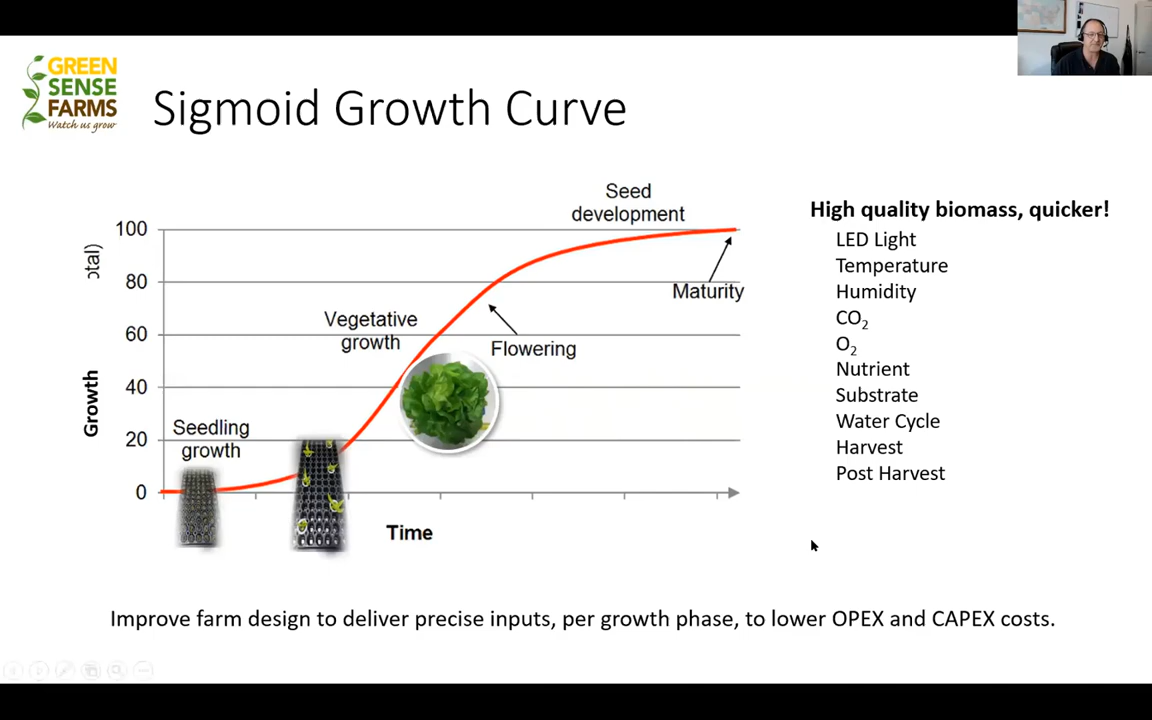 GREEN
SENSE
FARMS
Watch us grow
Sigmoid Growth Curve
Seed
development
100
80
60
40
20
0
otal)
Growth
Maturity
Vegetative
growth
Flowering
Seedling
growth
Time
High quality biomass, quicker!
LED Light
Temperature
Humidity
CO2
O2
Nutrient
Substrate
Water Cycle
Harvest
Post Harvest
Improve farm design to deliver precise inputs, per growth phase, to lower OPEX and CAPEX costs.